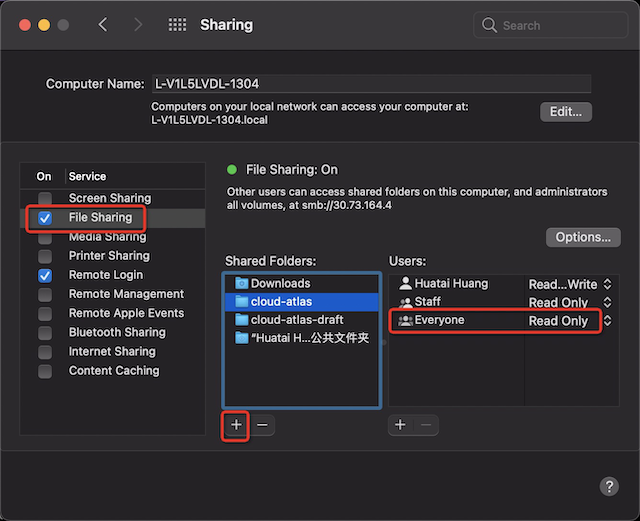 Sharing
Search
Computer Name: L-V1L5LVDL-1304
Computers on your local network can access your computer at:
L-V1L5LVDL-1304.local
Edit...
On Service
Screen Sharing
File Sharing
Media Sharing
Printer Sharing
Remote Login
Remote Management
Remote Apple Events
Bluetooth Sharing
Internet Sharing
Content Caching
File Sharing: On
Other users can access shared folders on this computer, and administrators
all volumes, at smb://30.73.164.4
Options...
Shared Folders:
Downloads
cloud-atlas
cloud-atlas-draft
“Huatai H...公共文件夹
+ −
Users:
Huatai Huang Read...Write
Staff Read Only
Everyone Read Only
+ −
?